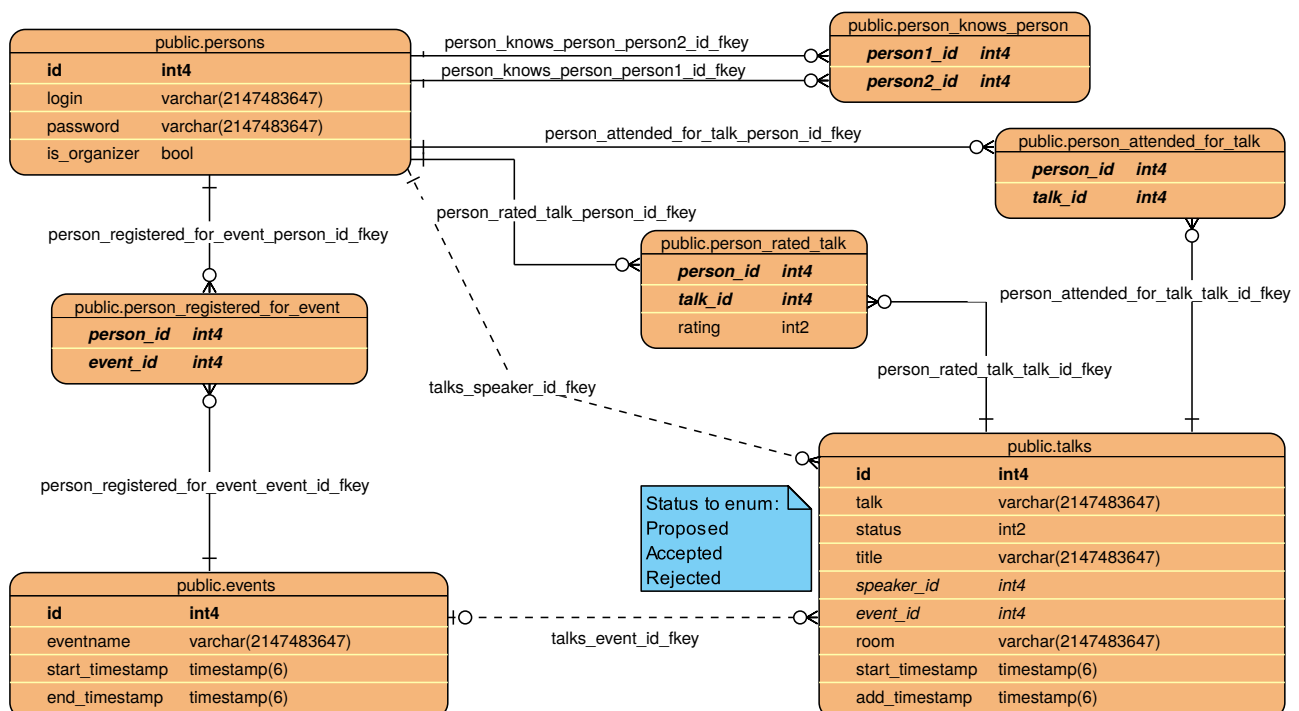 public.persons
id int4
login varchar(2147483647)
password varchar(2147483647)
is_organizer bool
person_knows_person_person2_id_fkey
person_knows_person_person1_id_fkey
public.person_knows_person
person1_id int4
person2_id int4
person_attended_for_talk_person_id_fkey
public.person_attended_for_talk
person_id int4
talk_id int4
person_rated_talk_person_id_fkey
person_registered_for_event_person_id_fkey
public.person_rated_talk
person_id int4
talk_id int4
rating int2
person_attended_for_talk_talk_id_fkey
public.person_registered_for_event
person_id int4
event_id int4
person_rated_talk_talk_id_fkey
talks_speaker_id_fkey
person_registered_for_event_event_id_fkey
Status to enum:
Proposed
Accepted
Rejected
public.talks
id int4
talk varchar(2147483647)
status int2
title varchar(2147483647)
speaker_id int4
event_id int4
room varchar(2147483647)
start_timestamp timestamp(6)
add_timestamp timestamp(6)
public.events
id int4
eventname varchar(2147483647)
start_timestamp timestamp(6)
end_timestamp timestamp(6)
talks_event_id_fkey